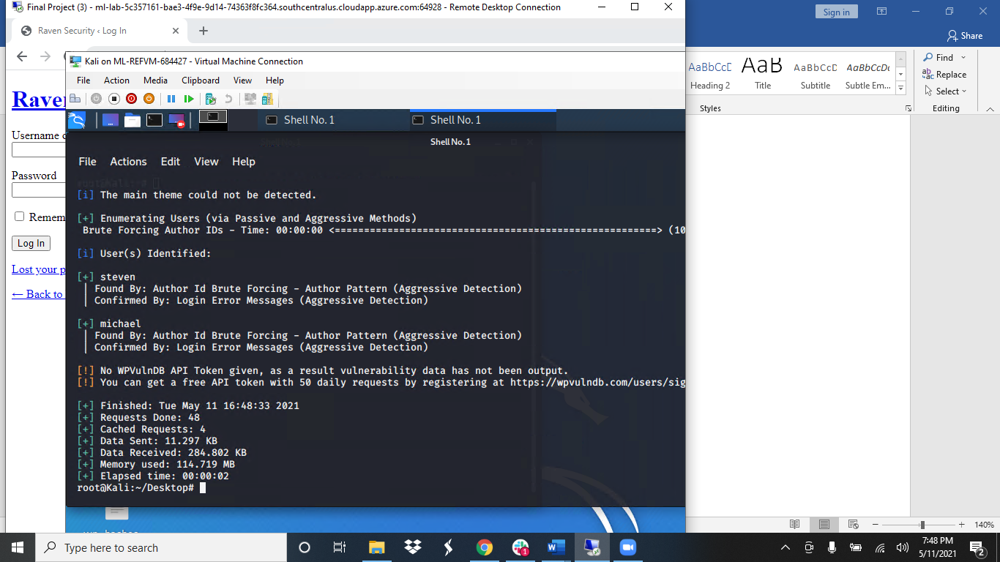 Final Project (3) - ml-lab-5c357161-bae3-4f9e-9d14-74363f8fc364.southcentralus.cloudapp.azure.com:64928 - Remote Desktop Connection
Sign in
Raven Security ‹ Log In
Share
Kali on ML-REFVM-684427 - Virtual Machine Connection
File Action Media Clipboard View Help
AaBbCcD AaB AaBbCcD AaBbCcDc
Heading 2 Title Subtitle Subtle Em...
Find
Replace
Select
Styles
Editing
Rave
Username o
Password
Remem
Log In
Lost your p
← Back to
Shell No. 1
Shell No. 1
Shell No. 1
File Actions Edit View Help
[i] The main theme could not be detected.
[+] Enumerating Users (via Passive and Aggressive Methods)
Brute Forcing Author IDs - Time: 00:00:00 <=======================================================> (10
[i] User(s) Identified:
[+] steven
| Found By: Author Id Brute Forcing - Author Pattern (Aggressive Detection)
| Confirmed By: Login Error Messages (Aggressive Detection)
[+] michael
| Found By: Author Id Brute Forcing - Author Pattern (Aggressive Detection)
| Confirmed By: Login Error Messages (Aggressive Detection)
[!] No WPVulnDB API Token given, as a result vulnerability data has not been output.
[!] You can get a free API token with 50 daily requests by registering at https://wpvulndb.com/users/sig
[+] Finished: Tue May 11 16:48:33 2021
[+] Requests Done: 48
[+] Cached Requests: 4
[+] Data Sent: 11.297 KB
[+] Data Received: 284.802 KB
[+] Memory used: 114.719 MB
[+] Elapsed time: 00:00:02
root@Kali:~/Desktop#
140%
Type here to search
1
7:48 PM
5/11/2021
2